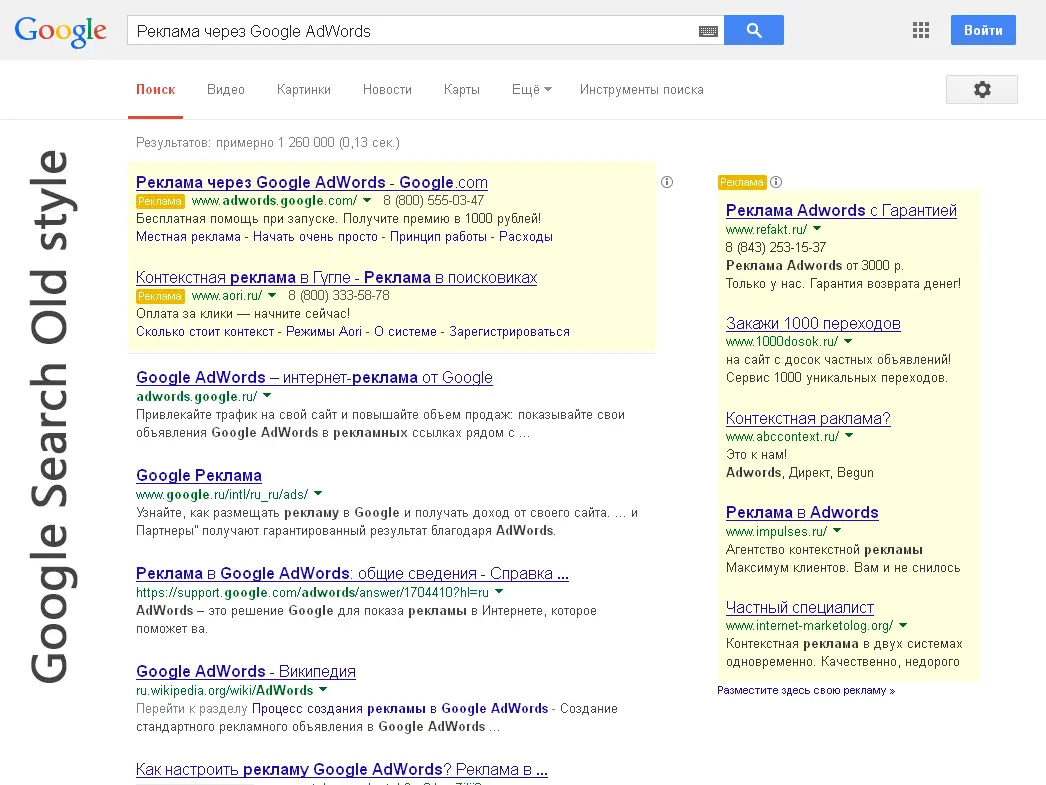 Google
Реклама через Google AdWords
Войти
Поиск Видео Картинки Новости Карты Ещё Инструменты поиска
Результатов: примерно 1 260 000 (0,13 сек.)
Google Search Old style
Реклама через Google AdWords - Google.com
Реклама www.adwords.google.com/ 8 (800) 555-03-47
Бесплатная помощь при запуске. Получите премию в 1000 рублей!
Местная реклама - Начать очень просто - Принцип работы - Расходы
Контекстная реклама в Гугле - Реклама в поисковиках
Реклама www.aori.ru/ 8 (800) 333-58-78
Оплата за клики — начните сейчас!
Сколько стоит контекст - Режимы Aori - О системе - Зарегистрироваться
Google AdWords – интернет-реклама от Google
adwords.google.ru/
Привлекайте трафик на свой сайт и повышайте объем продаж: показывайте свои
объявления Google AdWords в рекламных ссылках рядом с ...
Google Реклама
www.google.ru/intl/ru_ru/ads/
Узнайте, как размещать рекламу в Google и получать доход от своего сайта. ... и
Партнеры" получают гарантированный результат благодаря AdWords.
Реклама в Google AdWords: общие сведения - Справка ...
https://support.google.com/adwords/answer/1704410?hl=ru
AdWords – это решение Google для показа рекламы в Интернете, которое
поможет ва.
Google AdWords - Википедия
ru.wikipedia.org/wiki/AdWords
Перейти к разделу Процесс создания рекламы в Google AdWords - Создание
стандартного рекламного объявления в Google AdWords ...
Как настроить рекламу Google AdWords? Реклама в ...
Реклама
Реклама Adwords с Гарантией
www.refakt.ru/
8 (843) 253-15-37
Реклама Adwords от 3000 р.
Только у нас. Гарантия возврата денег!
Закажи 1000 переходов
www.1000dosok.ru/
на сайт с досок частных объявлений!
Сервис 1000 уникальных переходов.
Контекстная раклама?
www.abccontext.ru/
Это к нам!
Adwords, Директ, Begun
Реклама в Adwords
www.impulses.ru/
Агентство контекстной рекламы
Максимум клиентов. Вам и не снилось
Частный специалист
www.internet-marketolog.org/
Контекстная реклама в двух системах
одновременно. Качественно, недорого
Разместите здесь свою рекламу »